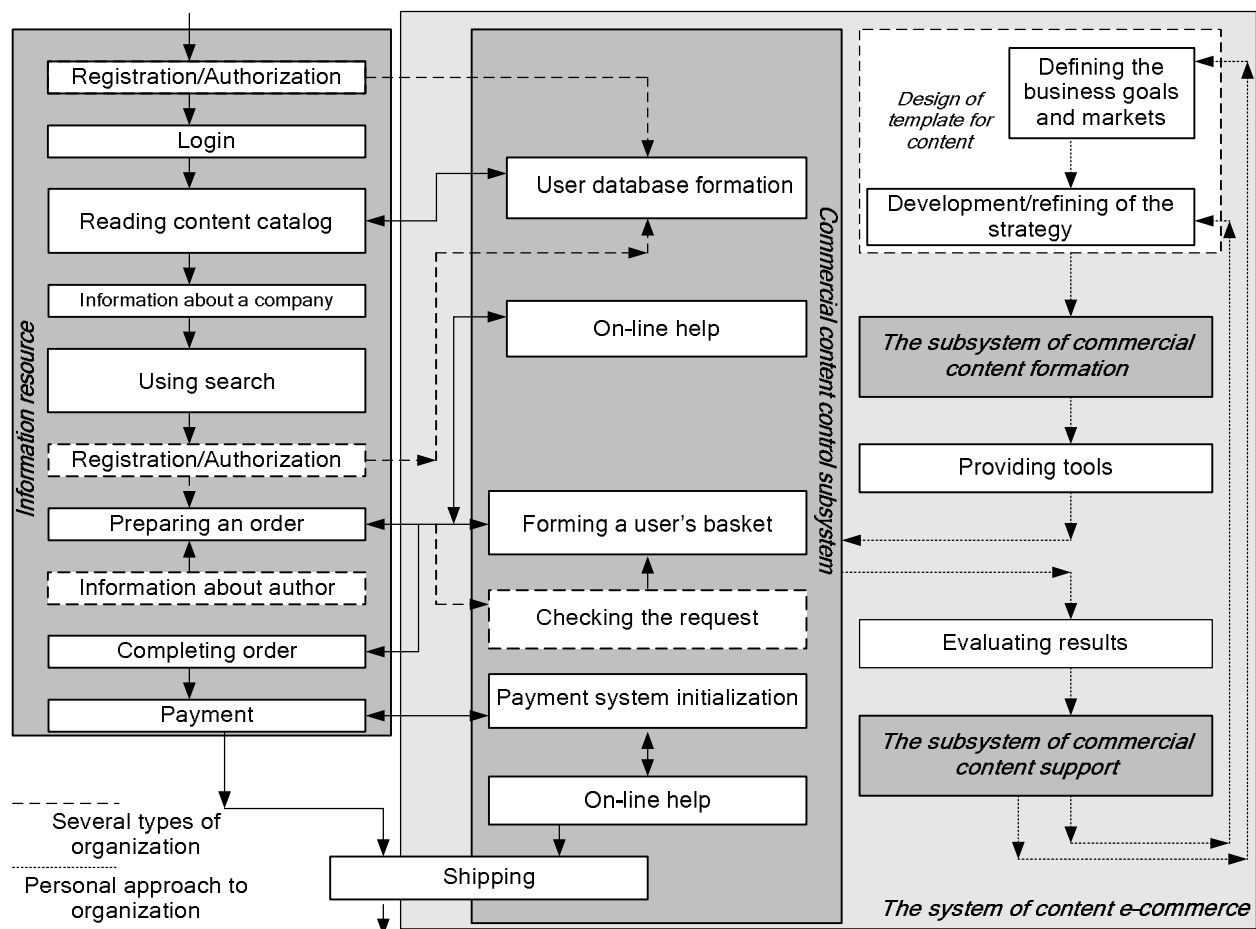 Information resource
Registration/Authorization
Login
Reading content catalog
Information about a company
Using search
Registration/Authorization
Preparing an order
Information about author
Completing order
Payment
Several types of
organization
Personal approach to
organization
Commercial content control subsystem
User database formation
On-line help
Forming a user's basket
Checking the request
Payment system initialization
On-line help
Shipping
Design of
template for
content
Defining the
business goals
and markets
Development/refining of the
strategy
The subsystem of commercial
content formation
Providing tools
Evaluating results
The subsystem of commercial
content support
The system of content e-commerce